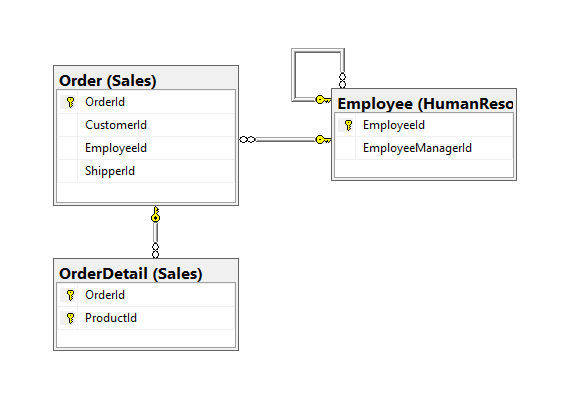 Order (Sales)
OrderId
CustomerId
EmployeeId
ShipperId
Employee (HumanReso
EmployeeId
EmployeeManagerId
OrderDetail (Sales)
OrderId
ProductId